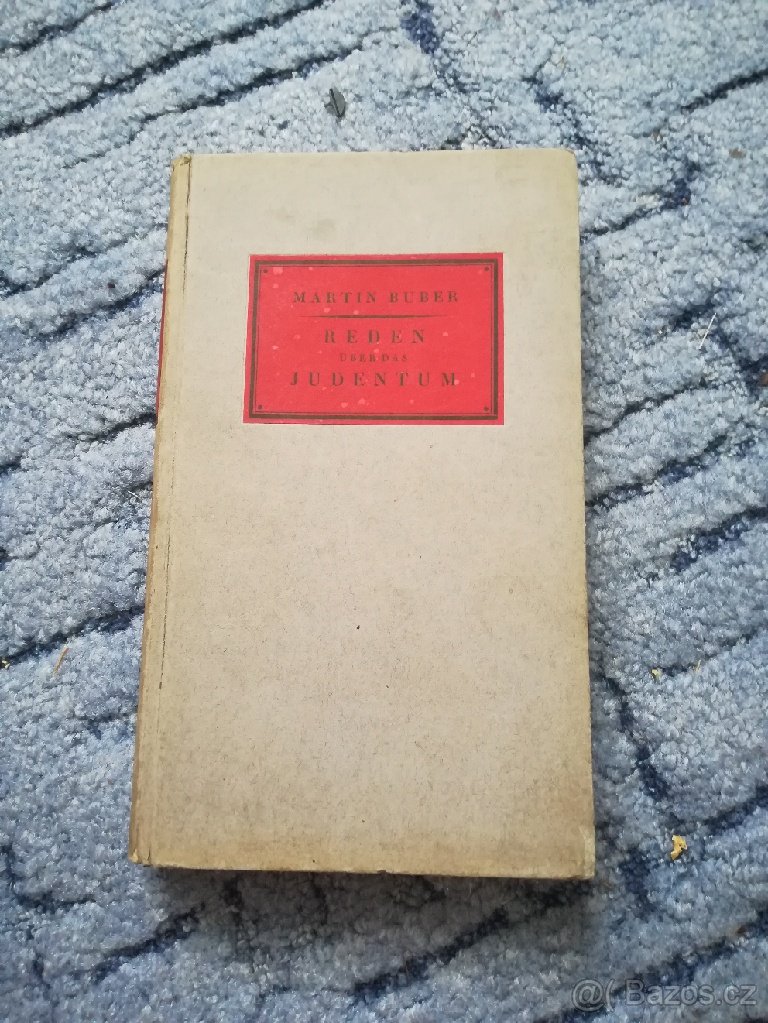 MARTIN BUBER
REDEN
ÜBER DAS
JUDENTUM
@( Bazos.cz